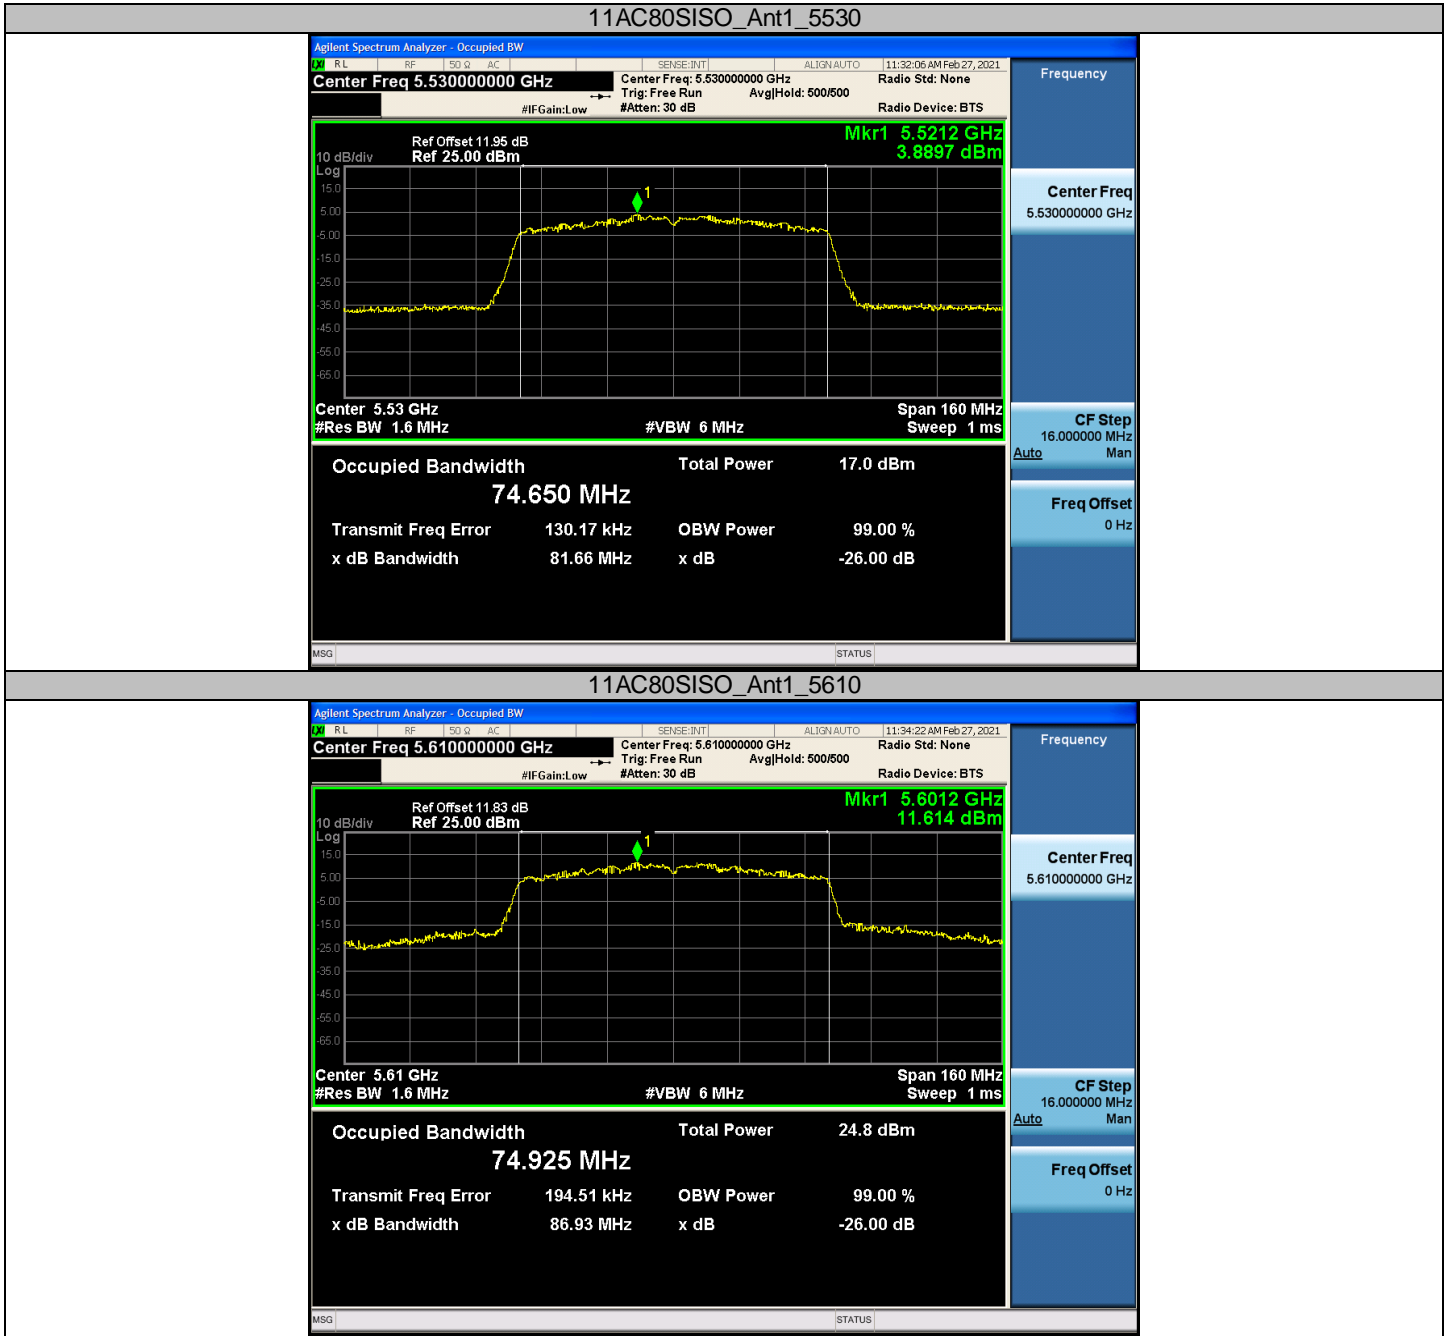 11AC80SISO_Ant1_5530
Agilent Spectrum Analyzer - Occupied BW
LXI RL RF 50 Ω AC SENSE:INT ALIGN AUTO 11:32:06 AM Feb 27, 2021
Center Freq 5.530000000 GHz
Center Freq: 5.530000000 GHz Radio Std: None
Trig: Free Run Avg|Hold: 500/500
#IFGain:Low #Atten: 30 dB Radio Device: BTS
Frequency
Mkr1 5.5212 GHz
3.8897 dBm
Ref Offset 11.95 dB
10 dB/div Ref 25.00 dBm
Log
15.0
5.00
-5.00
-15.0
-25.0
-35.0
-45.0
-55.0
-65.0
1
Center 5.53 GHz Span 160 MHz
#Res BW 1.6 MHz #VBW 6 MHz Sweep 1 ms
Center Freq
5.530000000 GHz
CF Step
16.000000 MHz
Auto Man
Freq Offset
0 Hz
Occupied Bandwidth Total Power 17.0 dBm
74.650 MHz
Transmit Freq Error 130.17 kHz OBW Power 99.00 %
x dB Bandwidth 81.66 MHz x dB -26.00 dB
MSG STATUS
11AC80SISO_Ant1_5610
Agilent Spectrum Analyzer - Occupied BW
LXI RL RF 50 Ω AC SENSE:INT ALIGN AUTO 11:34:22 AM Feb 27, 2021
Center Freq 5.610000000 GHz
Center Freq: 5.610000000 GHz Radio Std: None
Trig: Free Run Avg|Hold: 500/500
#IFGain:Low #Atten: 30 dB Radio Device: BTS
Frequency
Mkr1 5.6012 GHz
11.614 dBm
Ref Offset 11.83 dB
10 dB/div Ref 25.00 dBm
Log
15.0
5.00
-5.00
-15.0
-25.0
-35.0
-45.0
-55.0
-65.0
1
Center 5.61 GHz Span 160 MHz
#Res BW 1.6 MHz #VBW 6 MHz Sweep 1 ms
Center Freq
5.610000000 GHz
CF Step
16.000000 MHz
Auto Man
Freq Offset
0 Hz
Occupied Bandwidth Total Power 24.8 dBm
74.925 MHz
Transmit Freq Error 194.51 kHz OBW Power 99.00 %
x dB Bandwidth 86.93 MHz x dB -26.00 dB
MSG STATUS